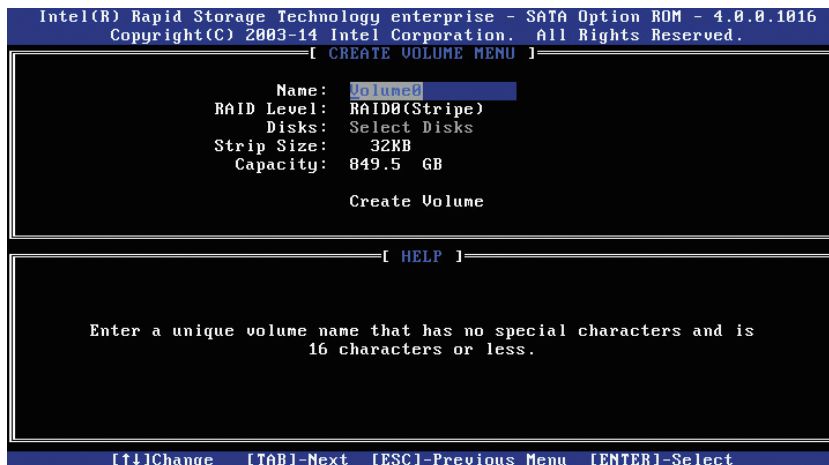 Intel(R) Rapid Storage Technology enterprise - SATA Option ROM - 4.0.0.1016
Copyright(C) 2003-14 Intel Corporation. All Rights Reserved.
[ CREATE VOLUME MENU ]
Name: Volume0
RAID Level: RAID0(Stripe)
Disks: Select Disks
Strip Size: 32KB
Capacity: 849.5 GB
Create Volume
[ HELP ]
Enter a unique volume name that has no special characters and is
16 characters or less.
[↑↓]Change [TAB]-Next [ESC]-Previous Menu [ENTER]-Select